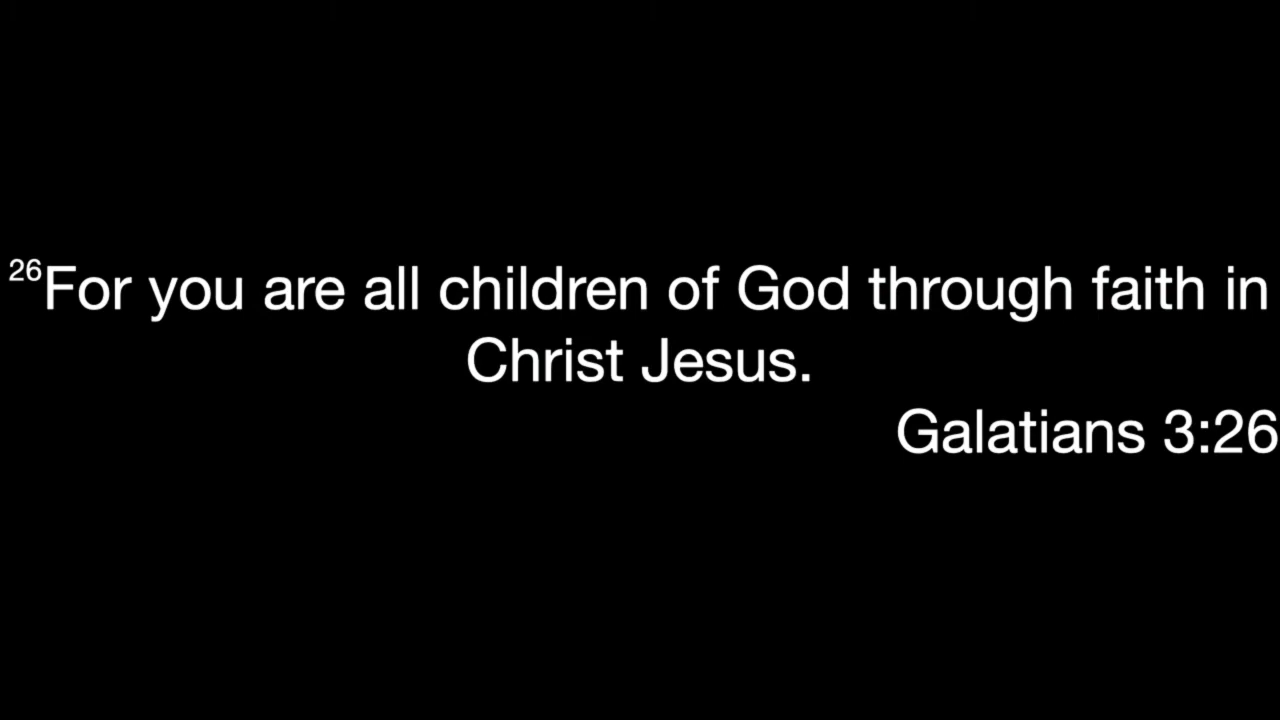 26For you are all children of God through faith in
Christ Jesus.
Galatians 3:26